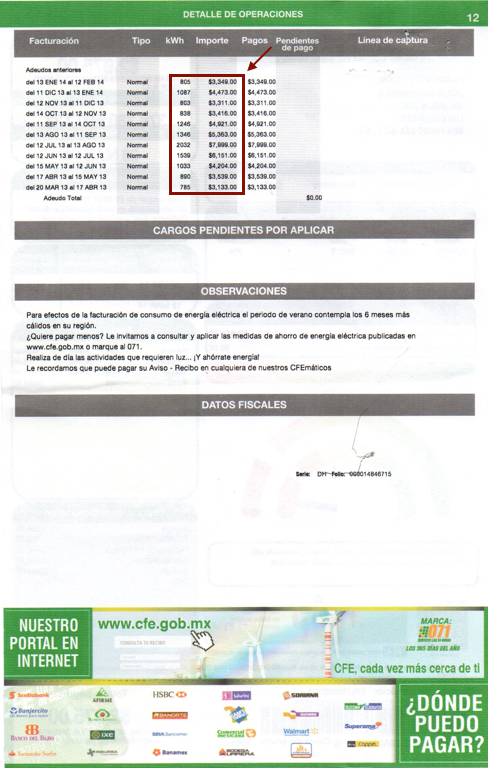 DETALLE DE OPERACIONES
12
Facturación Tipo kWh Importe Pagos Pendientes de pago Línea de captura
Adeudos anteriores
del 13 ENE 14 al 12 FEB 14 Normal 805 $3,349.00 $3,349.00
del 11 DIC 13 al 13 ENE 14 Normal 1087 $4,473.00 $4,473.00
del 12 NOV 13 al 11 DIC 13 Normal 803 $3,311.00 $3,311.00
del 14 OCT 13 al 12 NOV 13 Normal 838 $3,416.00 $3,416.00
del 11 SEP 13 al 14 OCT 13 Normal 1246 $4,921.00 $4,921.00
del 13 AGO 13 al 11 SEP 13 Normal 1346 $5,363.00 $5,363.00
del 12 JUL 13 al 13 AGO 13 Normal 2032 $7,999.00 $7,999.00
del 12 JUN 13 al 12 JUL 13 Normal 1539 $6,151.00 $6,151.00
del 15 MAY 13 al 12 JUN 13 Normal 1033 $4,204.00 $4,204.00
del 17 ABR 13 al 15 MAY 13 Normal 890 $3,539.00 $3,539.00
del 20 MAR 13 al 17 ABR 13 Normal 785 $3,133.00 $3,133.00
Adeudo Total $0.00
CARGOS PENDIENTES POR APLICAR
OBSERVACIONES
Para efectos de la facturación de consumo de energía eléctrica el periodo de verano contempla los 6 meses más
cálidos en su región.
¿Quiere pagar menos? Le invitamos a consultar y aplicar las medidas de ahorro de energía eléctrica publicadas en
www.cfe.gob.mx o marque al 071.
Realiza de día las actividades que requieren luz... ¡Y ahórrate energía!
Le recordamos que puede pagar su Aviso - Recibo en cualquiera de nuestros CFEmáticos
DATOS FISCALES
Serie: DH Folio: 000014846715
NUESTRO
PORTAL EN
INTERNET
www.cfe.gob.mx
CONSULTA TU RECIBO
MARCA:
071
LOS 365 DÍAS DEL AÑO
CFE, cada vez más cerca de ti
Scotiabank
AFIRME
HSBC
SORIANA
Banjercito
BANORTE
BANCO DEL BAJIO
ixe
BBVA Bancomer
Comercial Mexicana
Walmart
Superama
Banamex
BODEGA AURRERA
Coppel
¿DÓNDE
PUEDO
PAGAR?